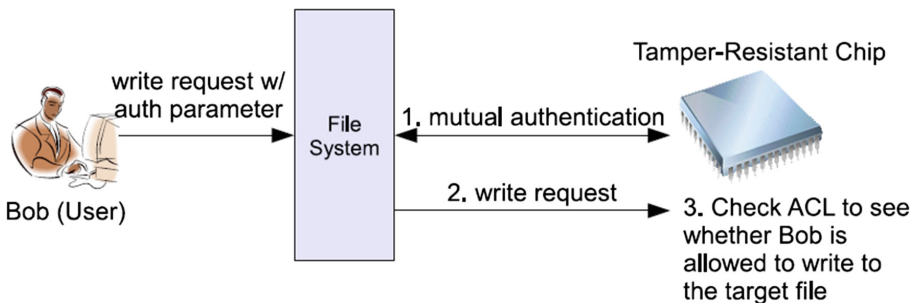 write request w/
auth parameter
Bob (User)
File
System
1. mutual authentication
2. write request
Tamper-Resistant Chip
3. Check ACL to see
whether Bob is
allowed to write to
the target file